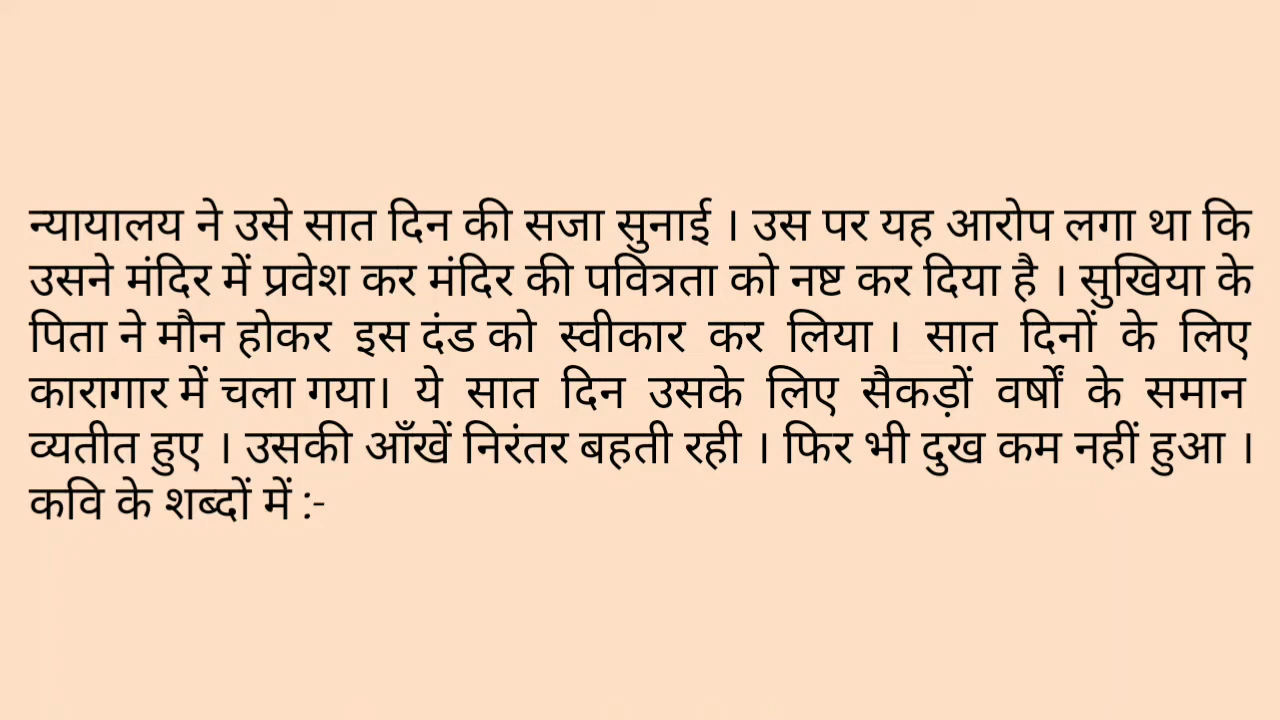 न्यायालय ने उसे सात दिन की सजा सुनाई । उस पर यह आरोप लगा था कि
उसने मंदिर में प्रवेश कर मंदिर की पवित्रता को नष्ट कर दिया है । सुखिया के
पिता ने मौन होकर इस दंड को स्वीकार कर लिया । सात दिनों के लिए
कारागार में चला गया। ये सात दिन उसके लिए सैकड़ों वर्षों के समान
व्यतीत हुए । उसकी आँखें निरंतर बहती रही । फिर भी दुख कम नहीं हुआ ।
कवि के शब्दों में :-